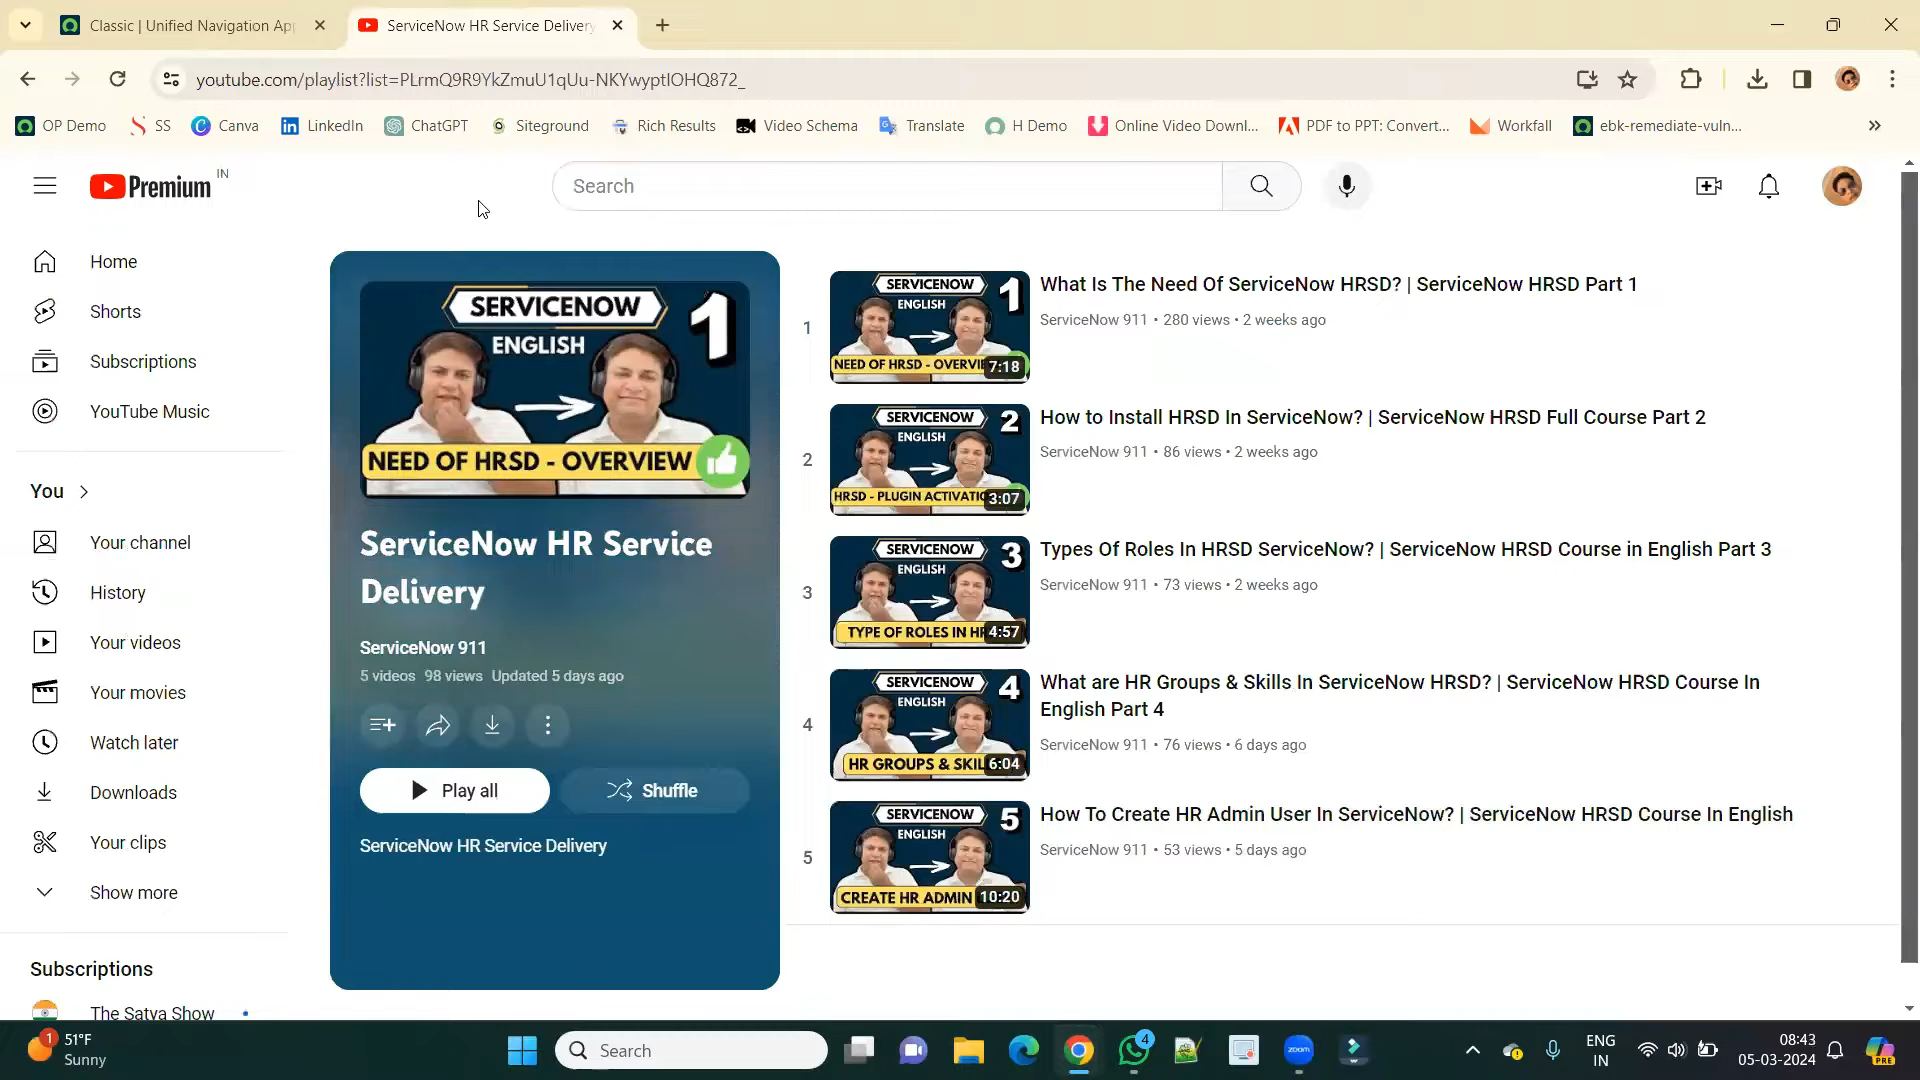 Classic | Unified Navigation Ap
ServiceNow HR Service Delivery
youtube.com/playlist?list=PLrmQ9R9YkZmuU1qUu-NKYwyptIOHQ872_
OP Demo
SS
Canva
LinkedIn
ChatGPT
Siteground
Rich Results
Video Schema
Translate
H Demo
Online Video Downl...
PDF to PPT: Convert...
Workfall
ebk-remediate-vuln...
Premium IN
Search
Home
Shorts
Subscriptions
YouTube Music
You
Your channel
History
Your videos
Your movies
Watch later
Downloads
Your clips
Show more
Subscriptions
The Satya Show
SERVICENOW
ENGLISH
1
NEED OF HRSD - OVERVIEW
ServiceNow HR Service
Delivery
ServiceNow 911
5 videos 98 views Updated 5 days ago
Play all
Shuffle
ServiceNow HR Service Delivery
1
SERVICENOW
ENGLISH
1
NEED OF HRSD - OVERVI
7:18
What Is The Need Of ServiceNow HRSD? | ServiceNow HRSD Part 1
ServiceNow 911 • 280 views • 2 weeks ago
2
SERVICENOW
ENGLISH
2
HRSD - PLUGIN ACTIVATI
3:07
How to Install HRSD In ServiceNow? | ServiceNow HRSD Full Course Part 2
ServiceNow 911 • 86 views • 2 weeks ago
3
SERVICENOW
ENGLISH
3
TYPE OF ROLES IN HR
4:57
Types Of Roles In HRSD ServiceNow? | ServiceNow HRSD Course in English Part 3
ServiceNow 911 • 73 views • 2 weeks ago
4
SERVICENOW
ENGLISH
4
HR GROUPS & SKIL
6:04
What are HR Groups & Skills In ServiceNow HRSD? | ServiceNow HRSD Course In
English Part 4
ServiceNow 911 • 76 views • 6 days ago
5
SERVICENOW
ENGLISH
5
CREATE HR ADMIN
10:20
How To Create HR Admin User In ServiceNow? | ServiceNow HRSD Course In English
ServiceNow 911 • 53 views • 5 days ago
1
51°F
Sunny
Search
zoom
4
ENG
IN
08:43
05-03-2024
PRE